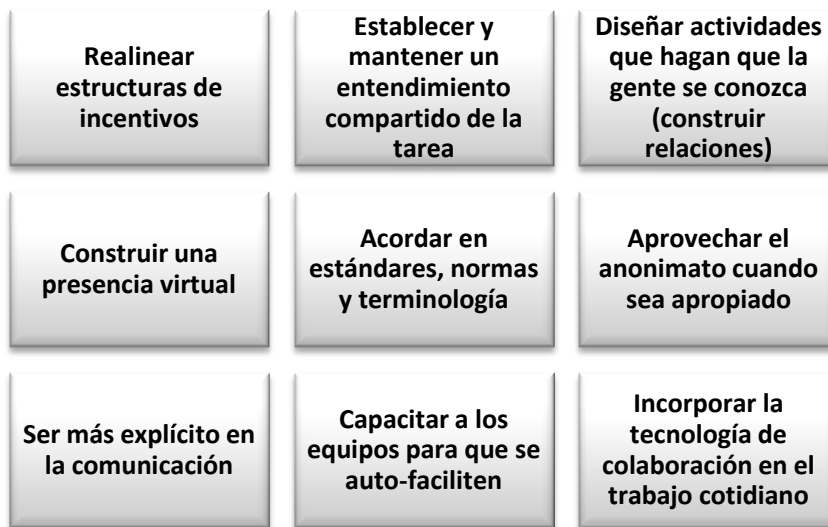 Realinear
estructuras de
incentivos
Establecer y
mantener un
entendimiento
compartido de la
tarea
Diseñar actividades
que hagan que la
gente se conozca
(construir
relaciones)
Construir una
presencia virtual
Acordar en
estándares, normas
y terminología
Aprovechar el
anonimato cuando
sea apropiado
Ser más explícito en
la comunicación
Capacitar a los
equipos para que se
auto-faciliten
Incorporar la
tecnología de
colaboración en el
trabajo cotidiano